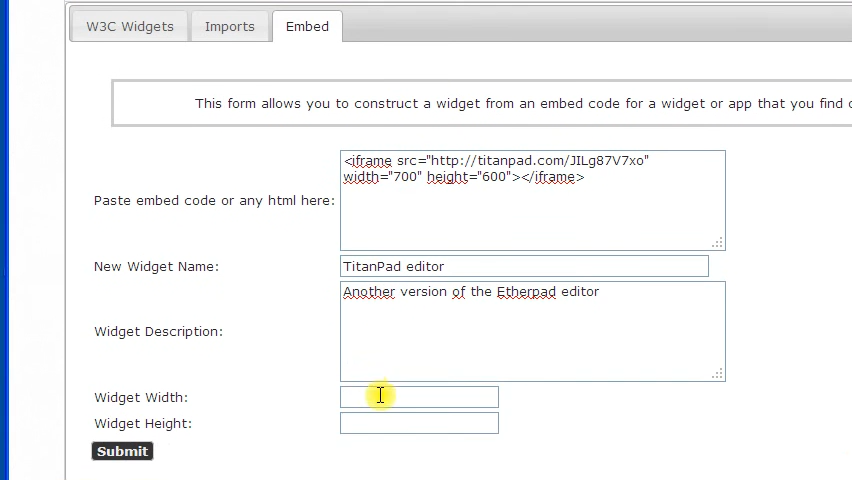 W3C Widgets Imports Embed
This form allows you to construct a widget from an embed code for a widget or app that you find
<iframe src="http://titanpad.com/JILg87V7xo"
width="700" height="600"></iframe>
Paste embed code or any html here:
New Widget Name: TitanPad editor
Another version of the Etherpad editor
Widget Description:
Widget Width:
Widget Height:
Submit